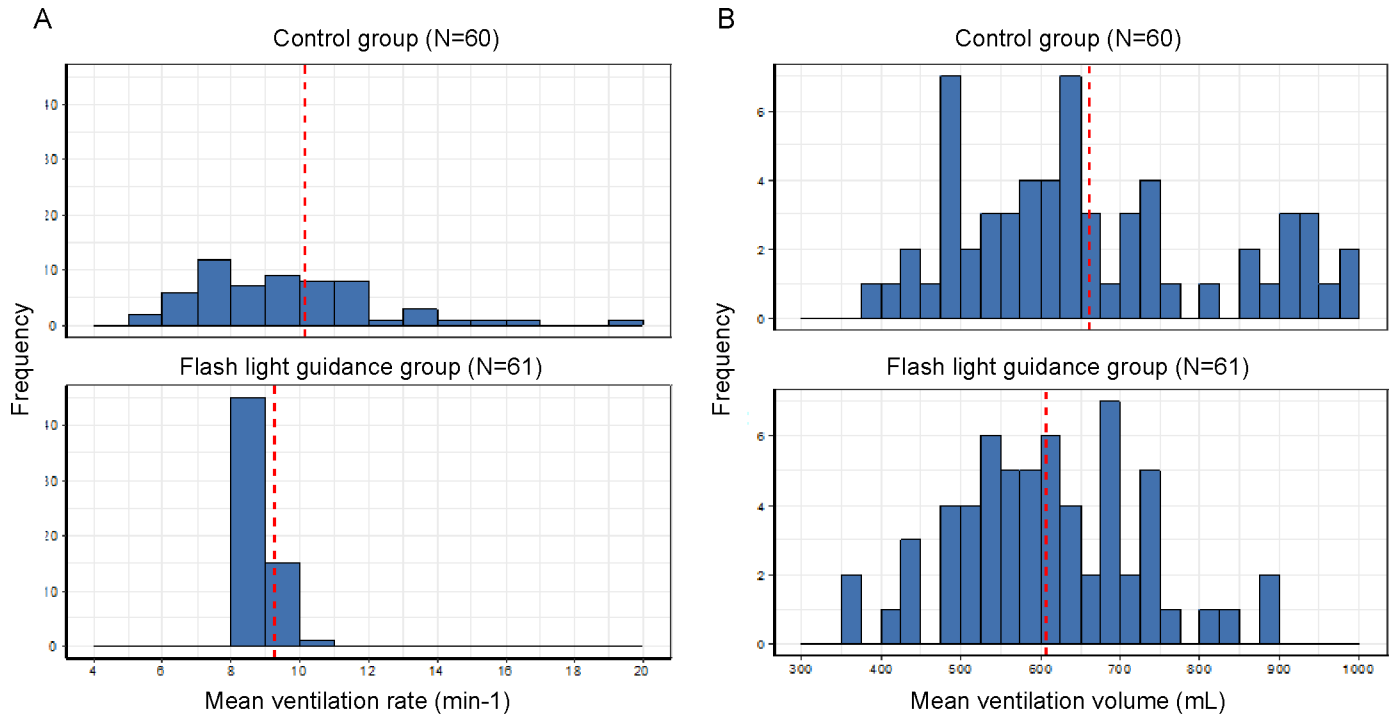 A
Control group (N=60)
40
30
20
10
0
Flash light guidance group (N=61)
40
30
20
10
0
4 6 8 10 12 14 16 18 20
Frequency
Mean ventilation rate (min-1)
B
Control group (N=60)
6
4
2
0
Flash light guidance group (N=61)
6
4
2
0
300 400 500 600 700 800 900 1000
Frequency
Mean ventilation volume (mL)